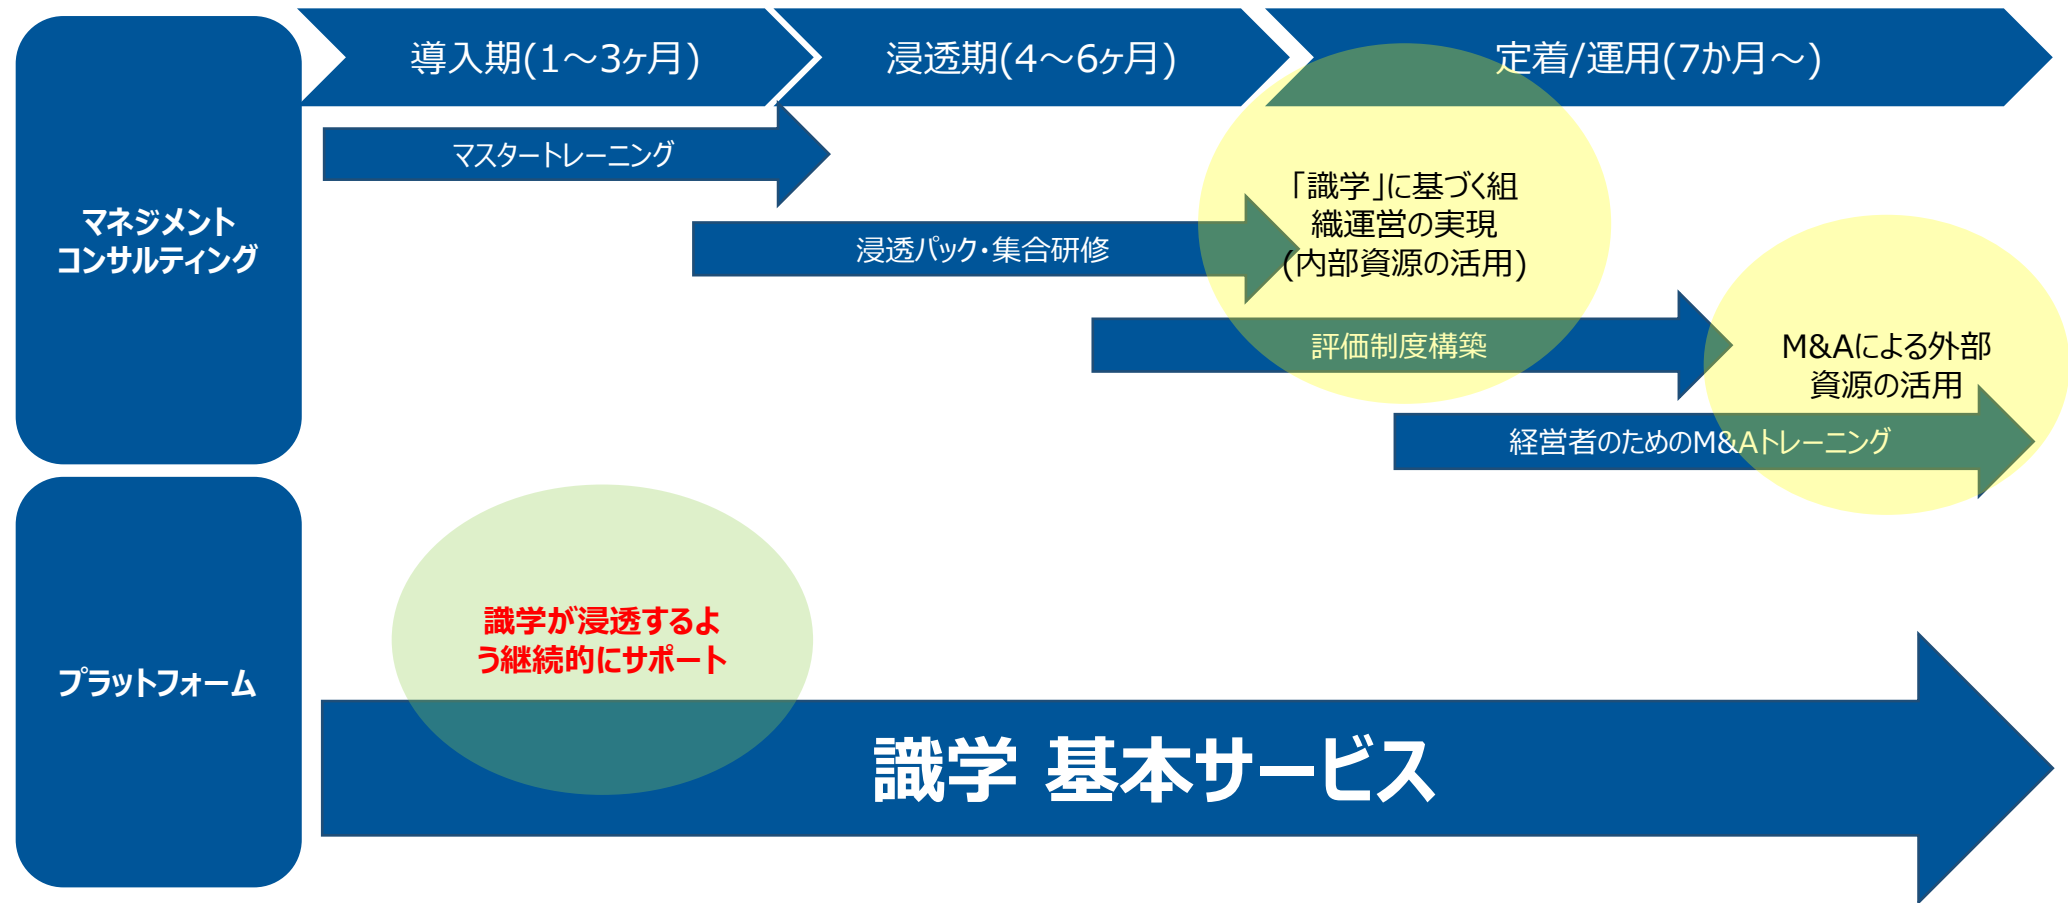 導入期(1～3ヶ月)
浸透期(4～6ヶ月)
定着/運用(7か月～)
マネジメント
コンサルティング
マスタートレーニング
浸透パック・集合研修
「識学」に基づく組
織運営の実現
(内部資源の活用)
評価制度構築
M&Aによる外部
資源の活用
経営者のためのM&Aトレーニング
プラットフォーム
識学が浸透するよ
う継続的にサポート
識学 基本サービス